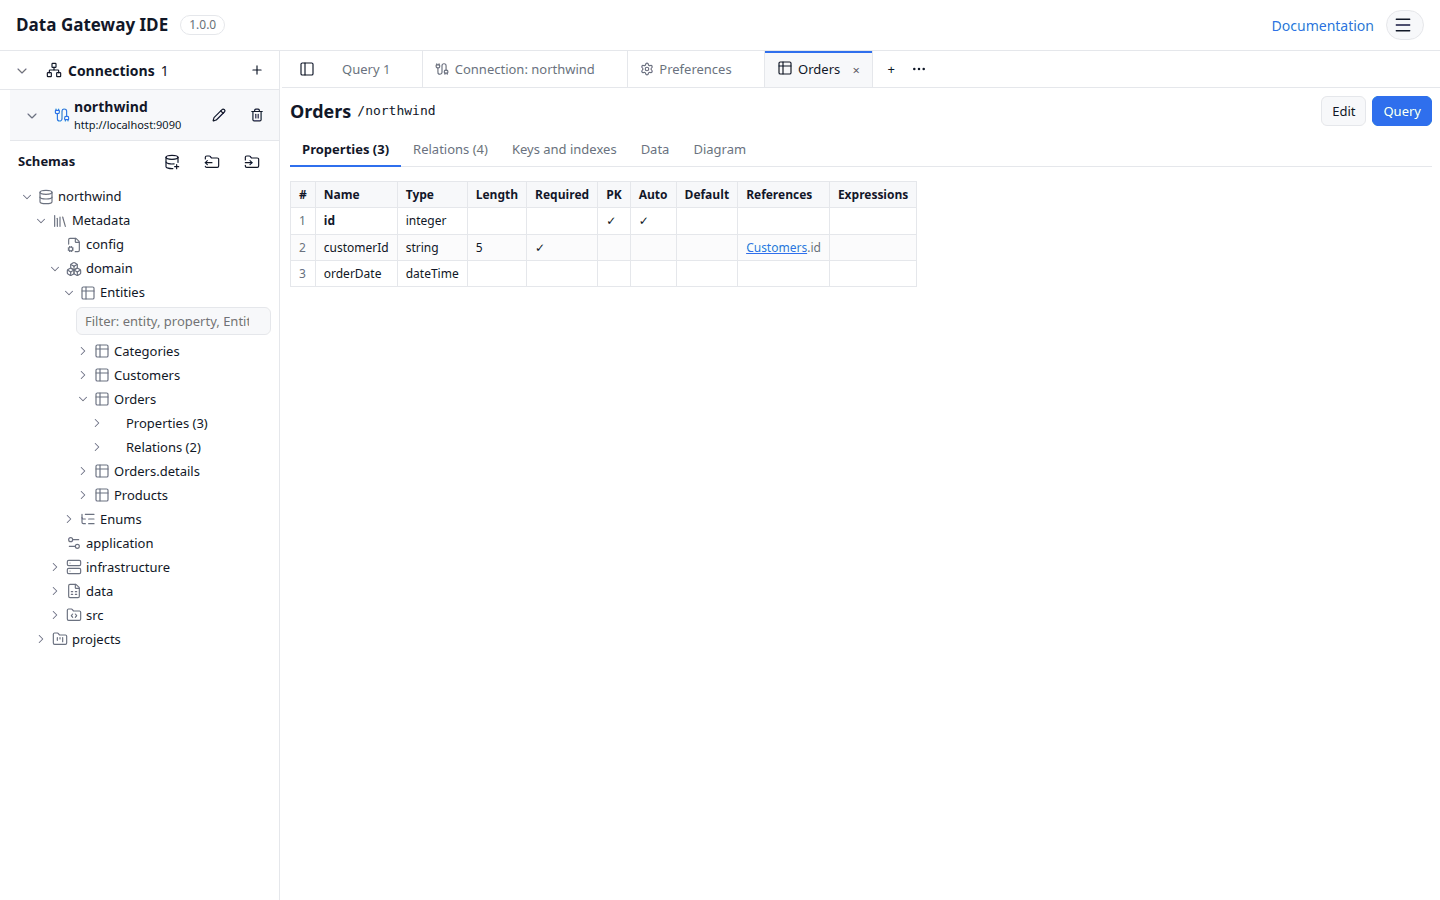 Data Gateway IDE 1.0.0 Documentation
Connections 1
Query 1 Connection: northwind Preferences Orders × + ···
northwind
http://localhost:9090
Orders /northwind Edit Query
Schemas
Properties (3) Relations (4) Keys and indexes Data Diagram
# Name Type Length Required PK Auto Default References Expressions
1 id integer ✓ ✓
2 customerId string 5 ✓ Customers.id
3 orderDate dateTime
northwind
Metadata
config
domain
Entities
Filter: entity, property, Entit
Categories
Customers
Orders
Properties (3)
Relations (2)
Orders.details
Products
Enums
application
infrastructure
data
src
projects